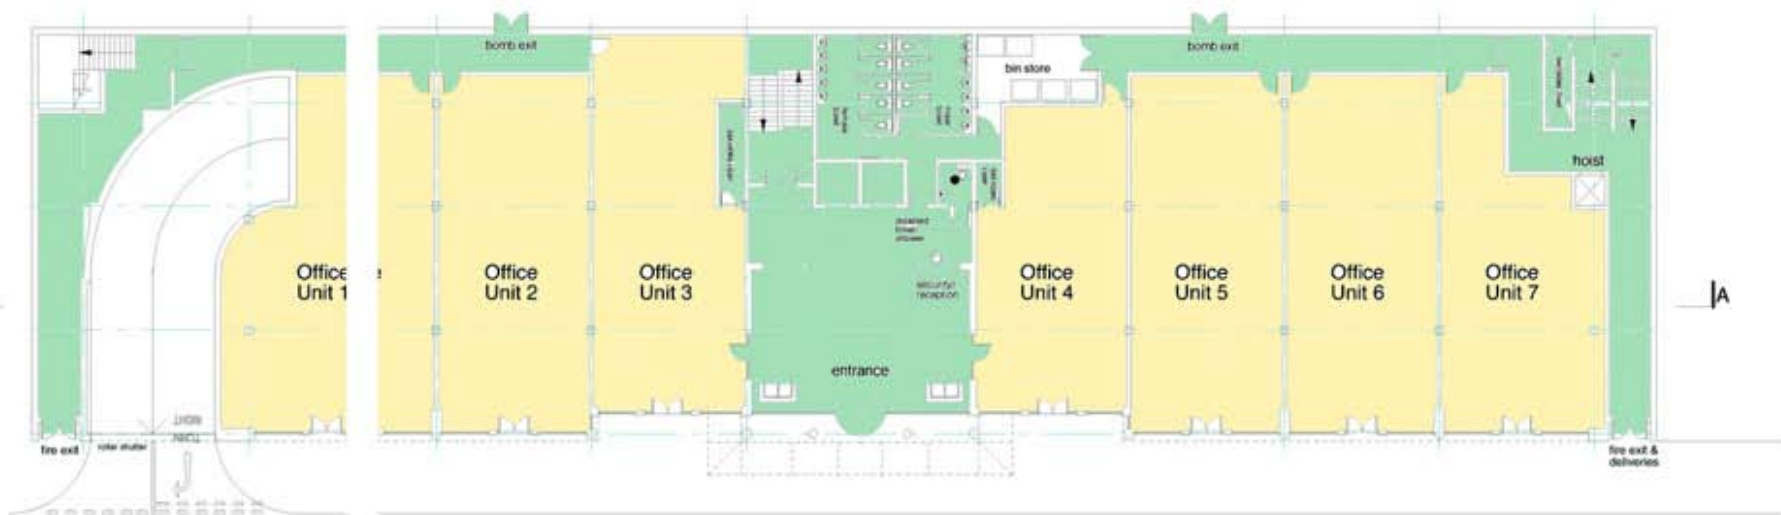 bomb exit
bomb exit
bin store
hoist
Office
Unit 1
Office
Unit 2
Office
Unit 3
security/
reception
Office
Unit 4
Office
Unit 5
Office
Unit 6
Office
Unit 7
A
entrance
RIGHT
TURN
fire exit
roller shutter
fire exit &
deliveries